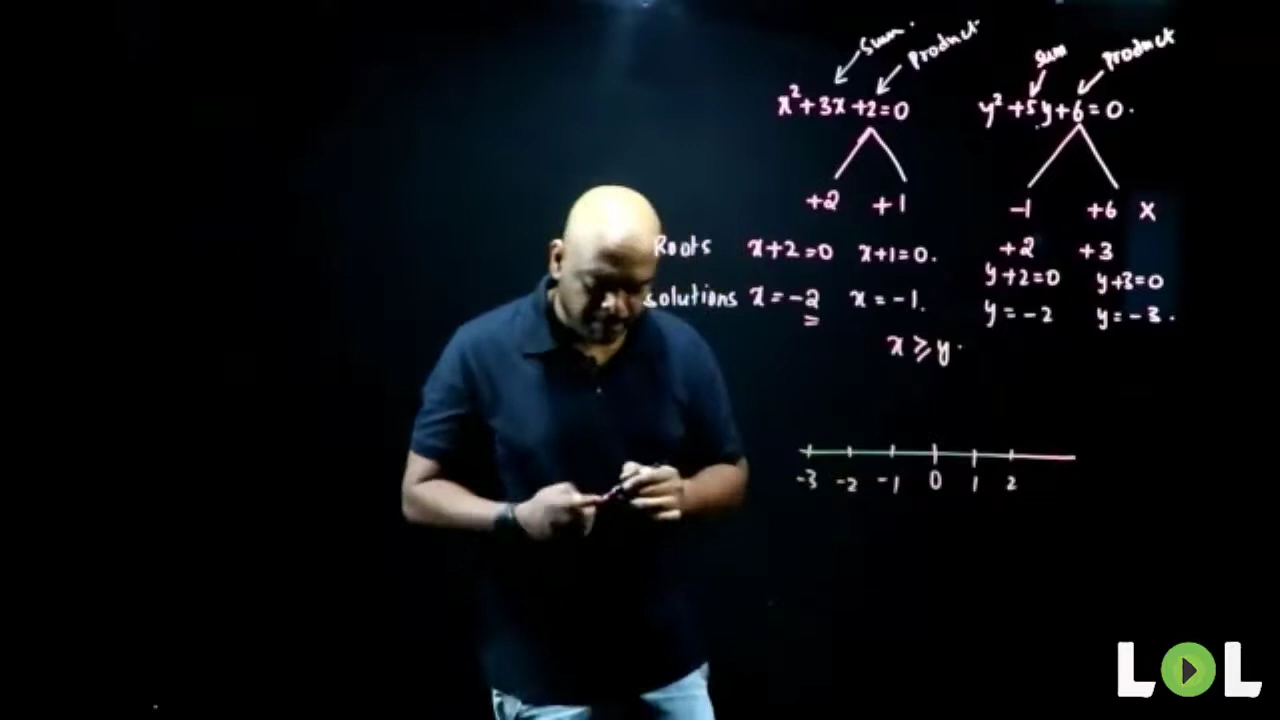 sum. Product sum Product
x²+3x+2=0 y²+5y+6=0.
+2 +1 -1 +6 x
Roots x+2=0 x+1=0. +2 +3
y+2=0 y+3=0
solutions x=-2 x=-1. y=-2 y=-3.
x⩾y.
-3 -2 -1 0 1 2
LOL